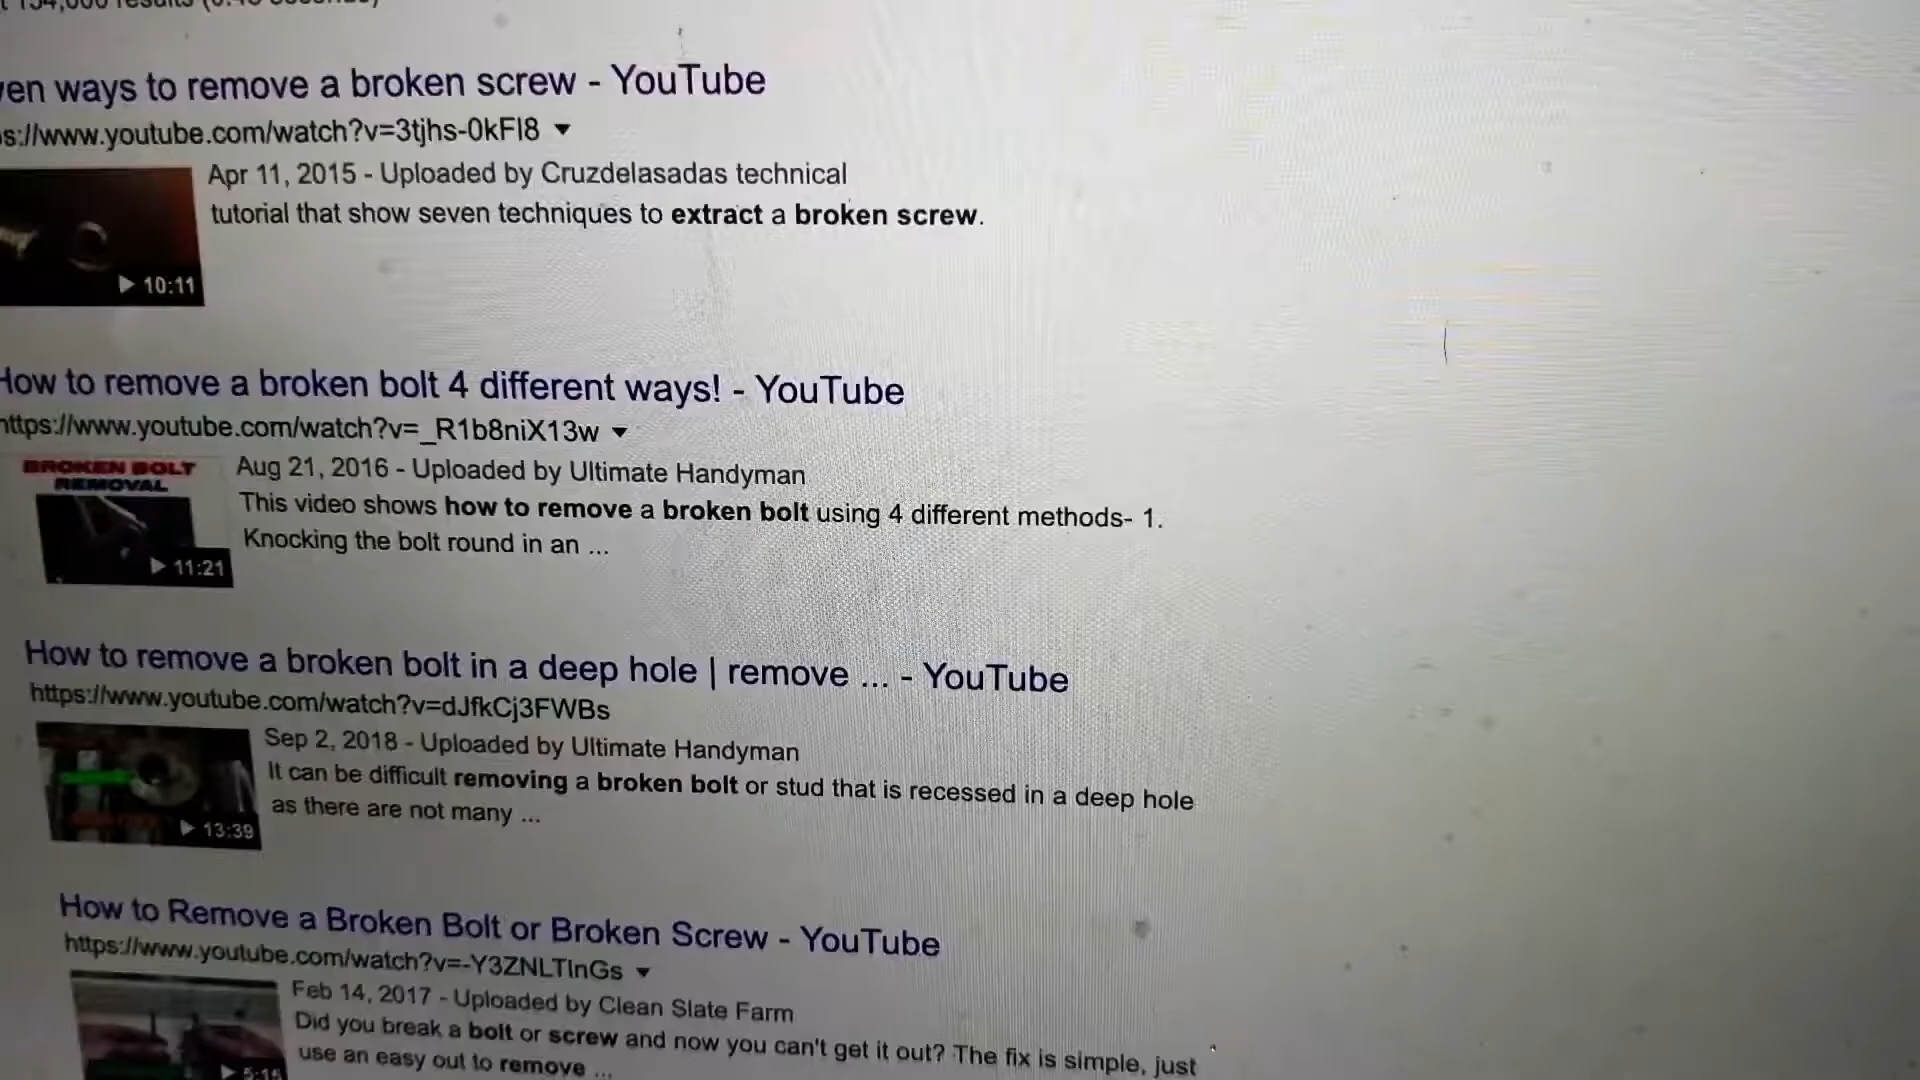 ven ways to remove a broken screw - YouTube
s://www.youtube.com/watch?v=3tjhs-0kFI8
Apr 11, 2015 - Uploaded by Cruzdelasadas technical
tutorial that show seven techniques to extract a broken screw.
10:11
How to remove a broken bolt 4 different ways! - YouTube
https://www.youtube.com/watch?v=_R1b8niX13w
BROKEN BOLT
REMOVAL
Aug 21, 2016 - Uploaded by Ultimate Handyman
This video shows how to remove a broken bolt using 4 different methods- 1.
Knocking the bolt round in an ...
11:21
How to remove a broken bolt in a deep hole | remove ... - YouTube
https://www.youtube.com/watch?v=dJfkCj3FWBs
Sep 2, 2018 - Uploaded by Ultimate Handyman
It can be difficult removing a broken bolt or stud that is recessed in a deep hole
as there are not many ...
13:39
How to Remove a Broken Bolt or Broken Screw - YouTube
https://www.youtube.com/watch?v=-Y3ZNLTlnGs
Feb 14, 2017 - Uploaded by Clean Slate Farm
Did you break a bolt or screw and now you can't get it out? The fix is simple, just
use an easy out to remove ...